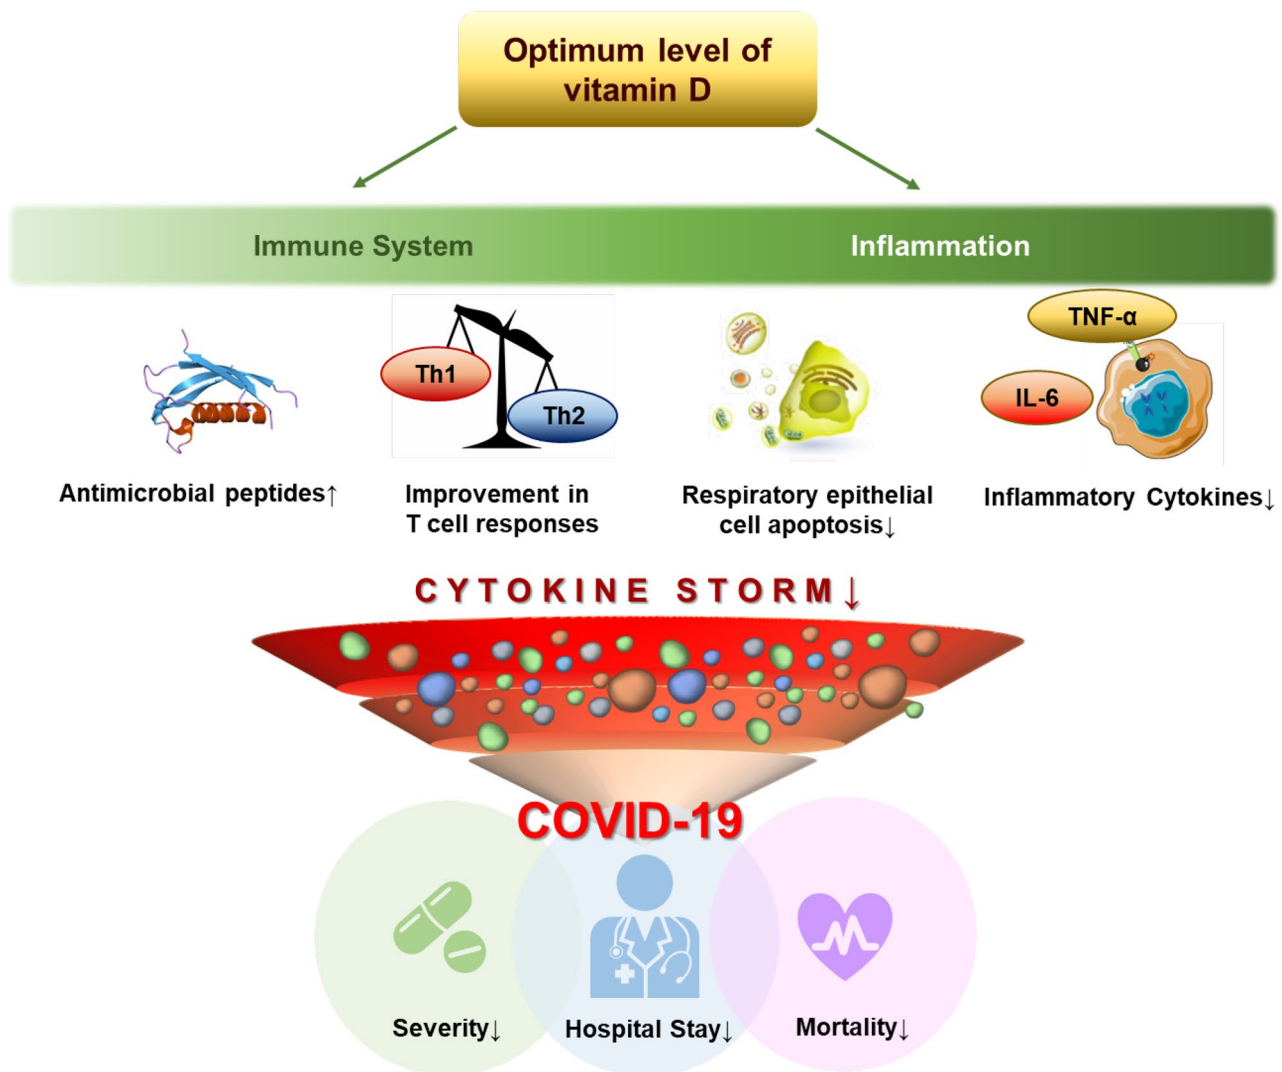 Optimum level of
vitamin D
Immune System
Inflammation
Th1
Th2
TNF-α
IL-6
Antimicrobial peptides↑
Improvement in
T cell responses
Respiratory epithelial
cell apoptosis↓
Inflammatory Cytokines↓
CYTOKINE STORM↓
COVID-19
Severity↓
Hospital Stay↓
Mortality↓